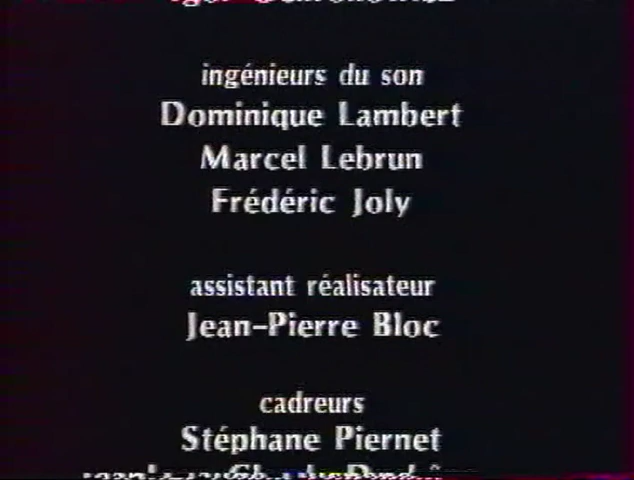 ingénieurs du son
Dominique Lambert
Marcel Lebrun
Frédéric Joly
assistant réalisateur
Jean-Pierre Bloc
cadreurs
Stéphane Piernet